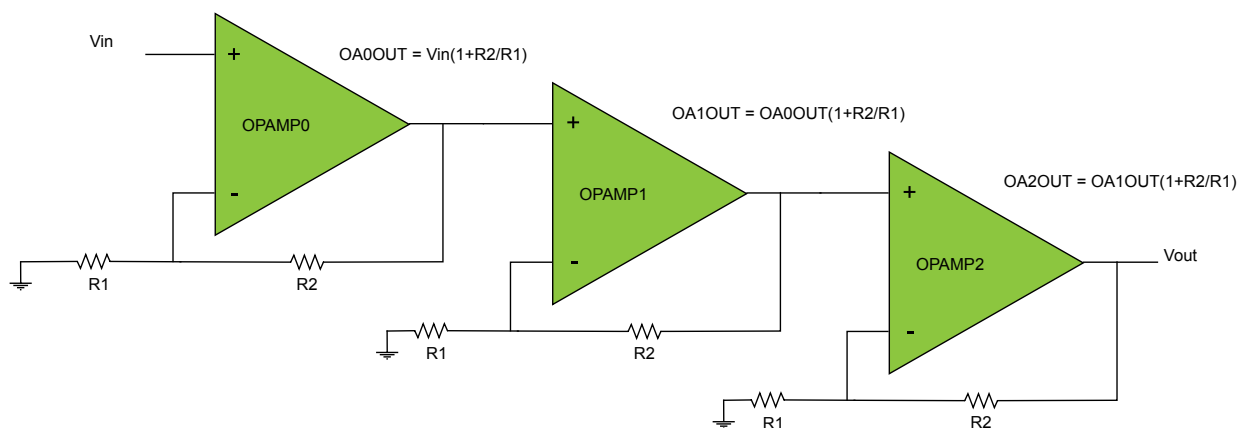 Vin
+
OA0OUT = Vin(1+R2/R1)
OPAMP0
-
R1
R2
+
OA1OUT = OA0OUT(1+R2/R1)
OPAMP1
-
R1
R2
+
OA2OUT = OA1OUT(1+R2/R1)
OPAMP2
Vout
-
R1
R2